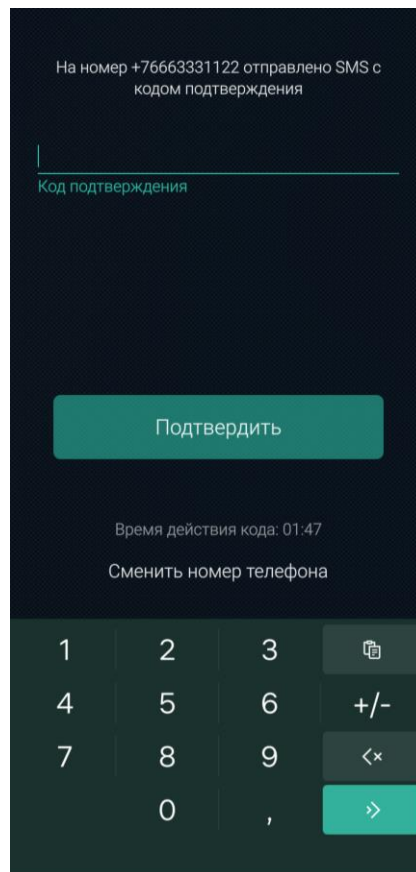 На номер +76663331122 отправлено SMS с
кодом подтверждения
Код подтверждения
Подтвердить
Время действия кода: 01:47
Сменить номер телефона
1 2 3
4 5 6 +/-
7 8 9
0 ,